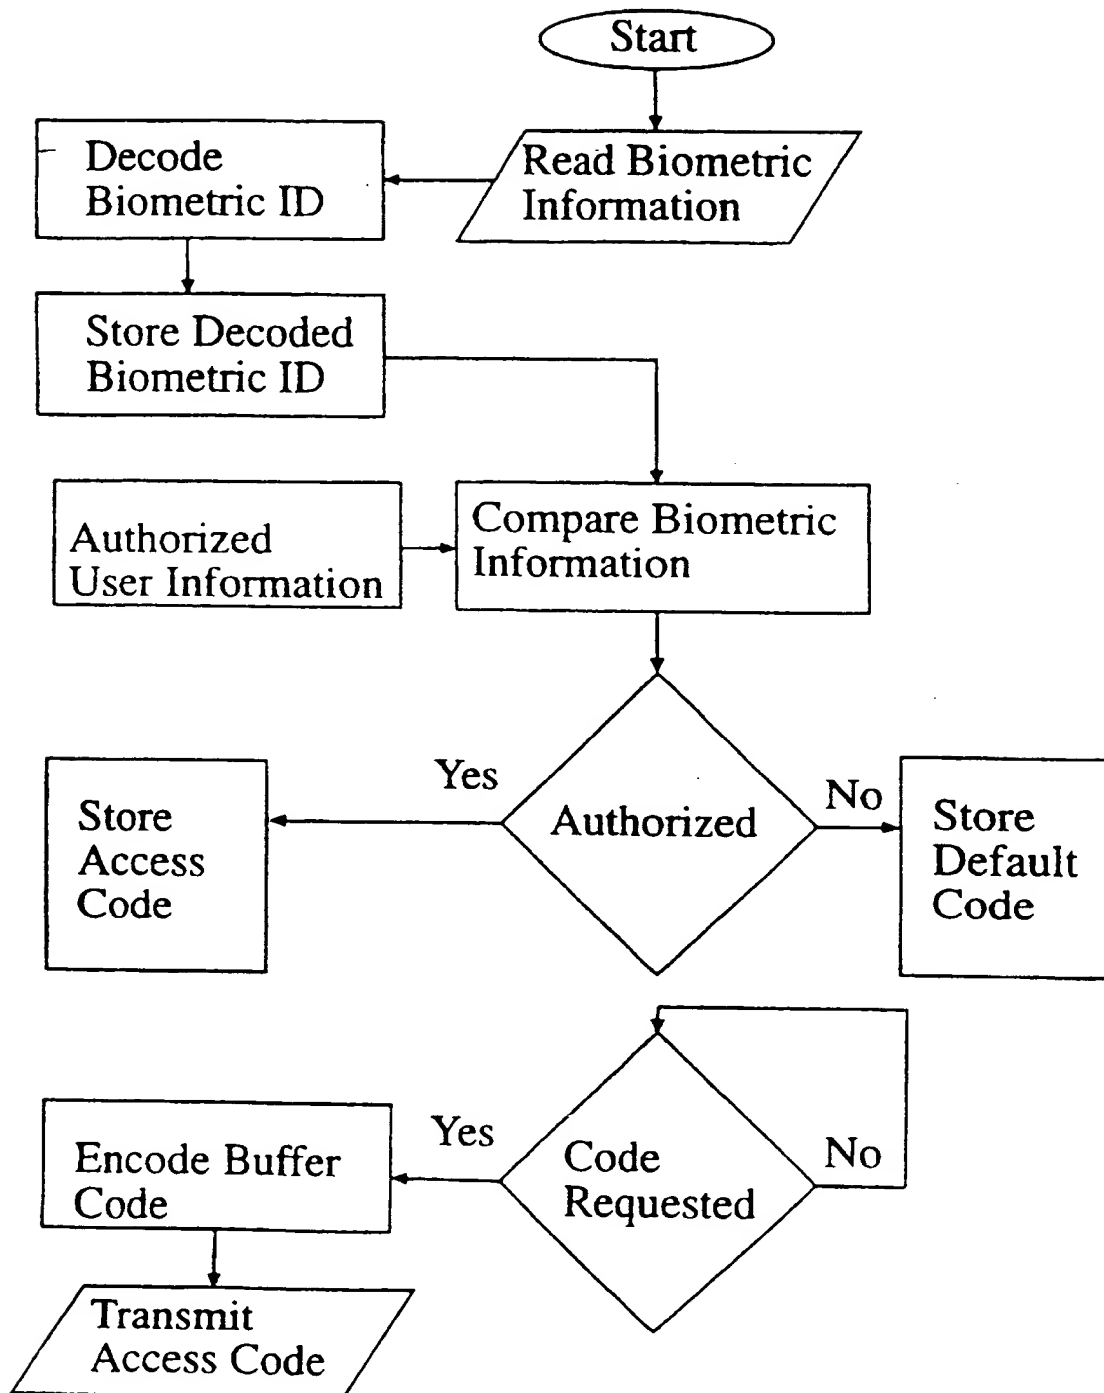 Start
Read Biometric
Information
Decode
Biometric ID
Store Decoded
Biometric ID
Authorized
User Information
Compare Biometric
Information
Authorized
Yes
No
Store
Access
Code
Store
Default
Code
Code
Requested
Yes
No
Encode Buffer
Code
Transmit
Access Code